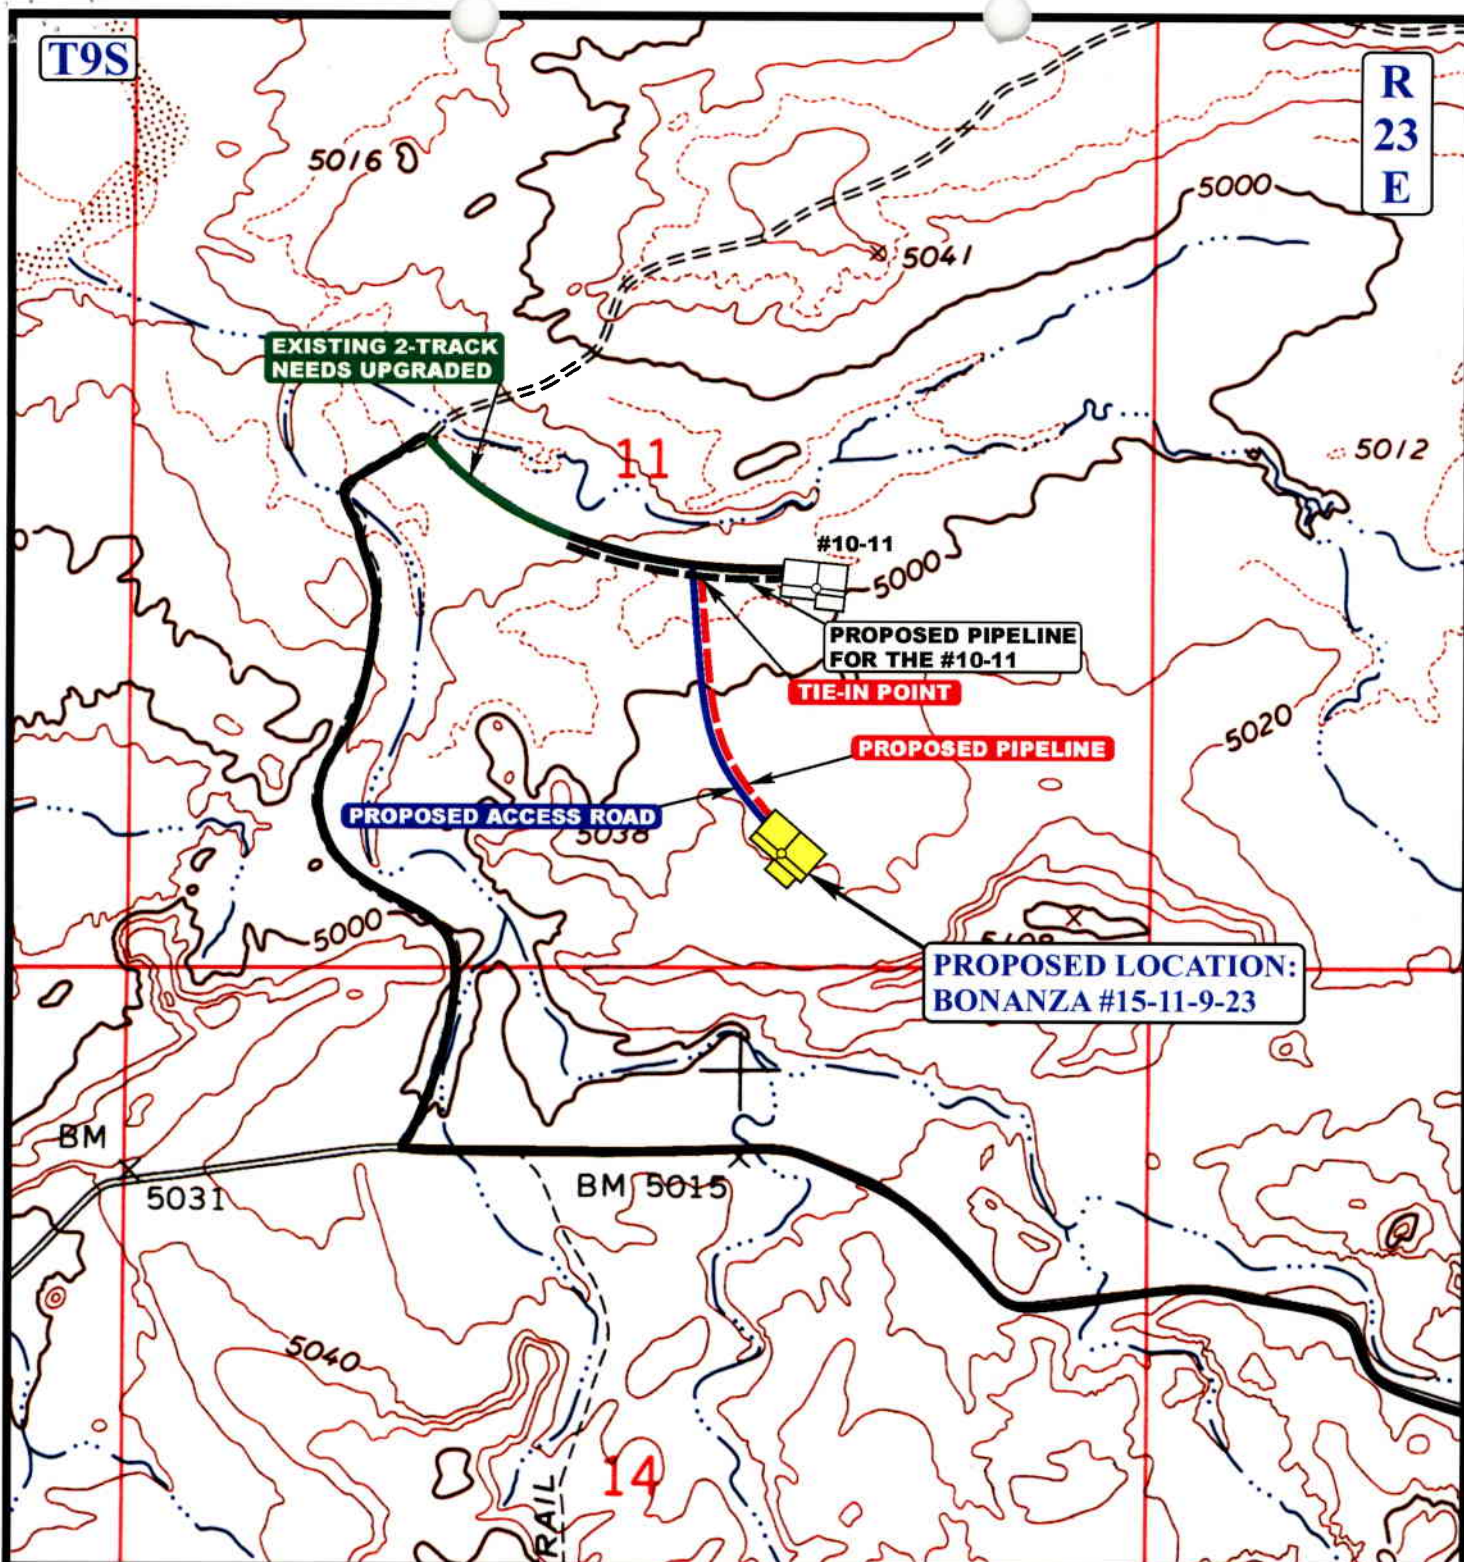 T9S
R
23
E
5016
5000
5041
EXISTING 2-TRACK
NEEDS UPGRADED
11
5012
#10-11
5000
PROPOSED PIPELINE
FOR THE #10-11
TIE-IN POINT
5020
PROPOSED PIPELINE
PROPOSED ACCESS ROAD
5038
5000
PROPOSED LOCATION:
BONANZA #15-11-9-23
BM
5031
BM 5015
5040
14
RAIL